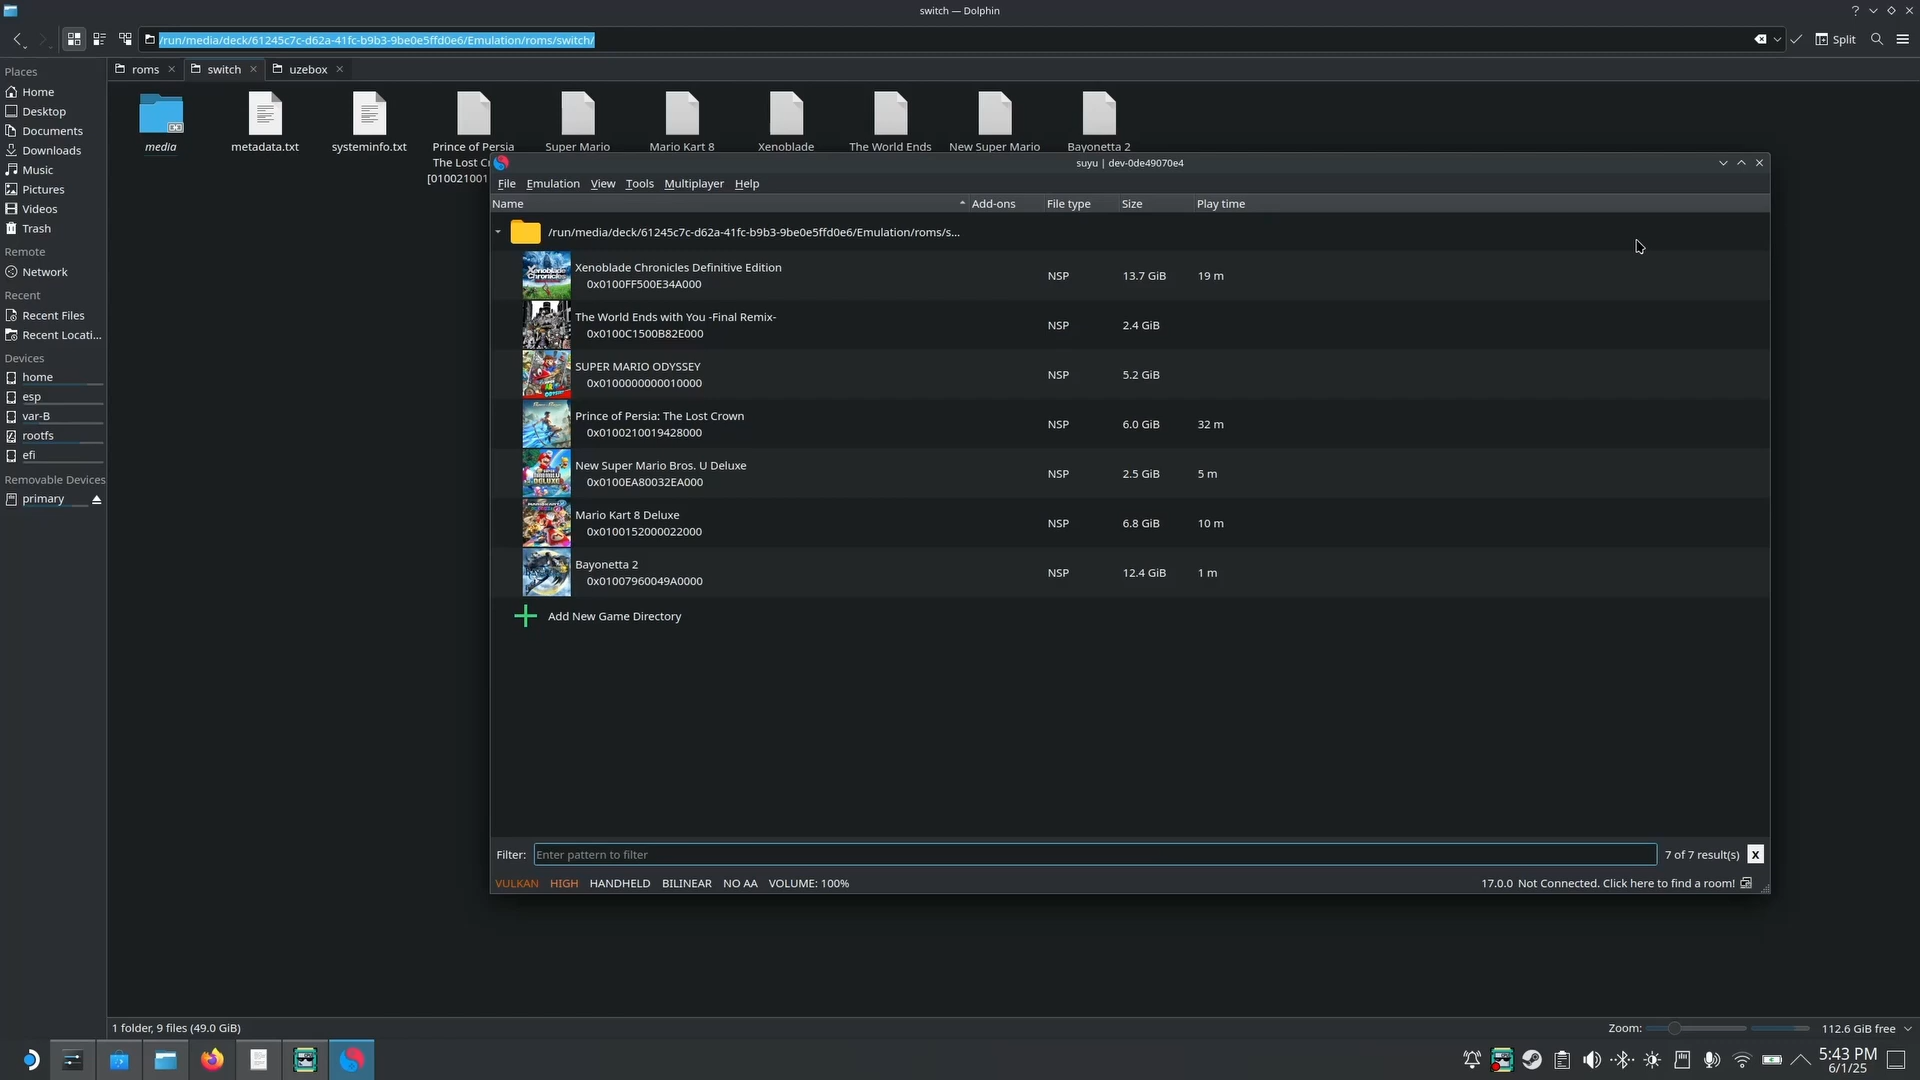 switch — Dolphin
/run/media/deck/61245c7c-d62a-41fc-b9b3-9be0e5ffd0e6/Emulation/roms/switch/
Split
Places
Home
Desktop
Documents
Downloads
Music
Pictures
Videos
Trash
Remote
Network
Recent
Recent Files
Recent Locati...
Devices
home
esp
var-B
rootfs
efi
Removable Devices
primary
roms
switch
uzebox
media
metadata.txt
systeminfo.txt
Prince of Persia
The Lost Cr
[010021001
Super Mario
Mario Kart 8
Xenoblade
The World Ends
New Super Mario
Bayonetta 2
suyu | dev-0de49070e4
File Emulation View Tools Multiplayer Help
Name Add-ons File type Size Play time
/run/media/deck/61245c7c-d62a-41fc-b9b3-9be0e5ffd0e6/Emulation/roms/s...
Xenoblade Chronicles Definitive Edition
0x0100FF500E34A000
NSP 13.7 GiB 19 m
The World Ends with You -Final Remix-
0x0100C1500B82E000
NSP 2.4 GiB
SUPER MARIO ODYSSEY
0x0100000000010000
NSP 5.2 GiB
Prince of Persia: The Lost Crown
0x0100210019428000
NSP 6.0 GiB 32 m
New Super Mario Bros. U Deluxe
0x0100EA80032EA000
NSP 2.5 GiB 5 m
Mario Kart 8 Deluxe
0x0100152000022000
NSP 6.8 GiB 10 m
Bayonetta 2
0x01007960049A0000
NSP 12.4 GiB 1 m
Add New Game Directory
Filter: Enter pattern to filter 7 of 7 result(s) X
VULKAN HIGH HANDHELD BILINEAR NO AA VOLUME: 100% 17.0.0 Not Connected. Click here to find a room!
1 folder, 9 files (49.0 GiB)
Zoom: 112.6 GiB free
5:43 PM
6/1/25